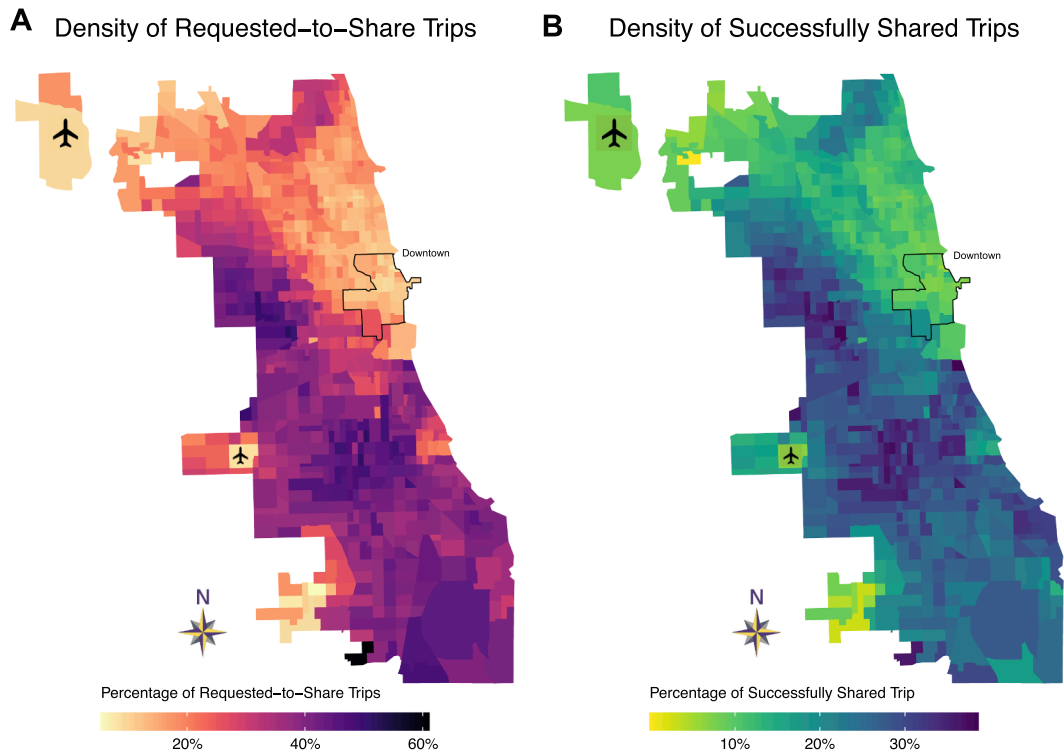 A Density of Requested−to−Share Trips
Downtown
N
Percentage of Requested−to−Share Trips
20% 40% 60%
B Density of Successfully Shared Trips
Downtown
N
Percentage of Successfully Shared Trip
10% 20% 30%